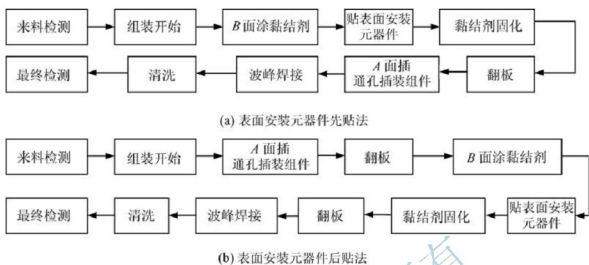 来料检测
组装开始
B面涂黏结剂
贴表面安装
元器件
黏结剂固化
最终检测
清洗
波峰焊接
A面插
通孔插装组件
翻板
(a) 表面安装元器件先贴法
来料检测
组装开始
A面插
通孔插装组件
翻板
B面涂黏结剂
最终检测
清洗
波峰焊接
翻板
黏结剂固化
贴表面安装
元器件
(b) 表面安装元器件后贴法